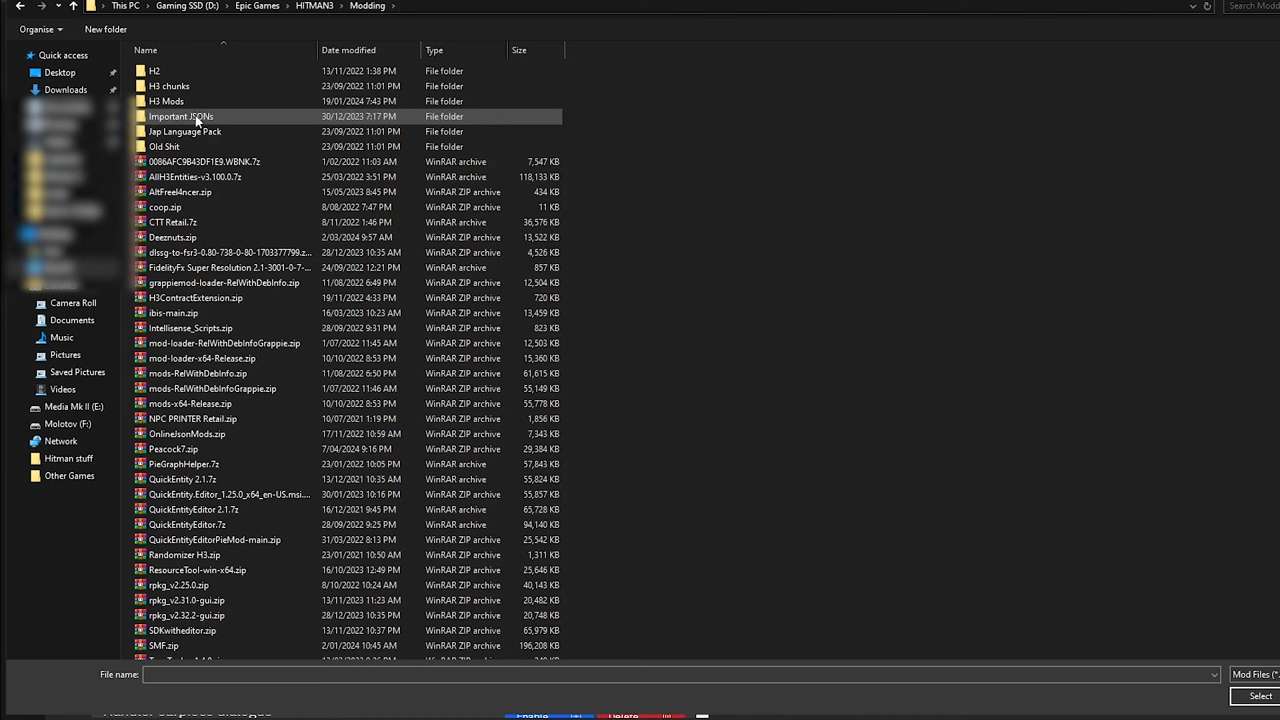 This PC > Gaming SSD (D:) > Epic Games > HITMAN3 > Modding >
Organise New folder
Name Date modified Type Size
Quick access
Desktop
Downloads
Camera Roll
Documents
Music
Pictures
Saved Pictures
Videos
Media Mk II (E:)
Molotov (F:)
Network
Hitman stuff
Other Games
H2 13/11/2022 1:38 PM File folder
H3 chunks 23/09/2022 11:01 PM File folder
H3 Mods 19/01/2024 7:43 PM File folder
Important JSONs 30/12/2023 7:17 PM File folder
Jap Language Pack 23/09/2022 11:01 PM File folder
Old Shit 23/09/2022 11:01 PM File folder
0086AFC9B43DF1E9.WBNK.7z 1/02/2022 11:03 AM WinRAR archive 7,547 KB
AllH3Entities-v3.100.0.7z 25/03/2022 3:51 PM WinRAR archive 118,133 KB
AltFreel4ncer.zip 15/05/2023 8:45 PM WinRAR ZIP archive 434 KB
coop.zip 8/08/2022 7:47 PM WinRAR ZIP archive 11 KB
CTT Retail.7z 8/11/2022 1:46 PM WinRAR archive 36,576 KB
Deeznuts.zip 2/03/2024 9:57 AM WinRAR ZIP archive 13,522 KB
dlssg-to-fsr3-0.80-738-0-80-1703377799.z... 28/12/2023 10:35 AM WinRAR ZIP archive 4,526 KB
FidelityFx Super Resolution 2.1-3001-0-7-... 24/09/2022 12:21 PM WinRAR ZIP archive 857 KB
grappiemod-loader-RelWithDebInfo.zip 11/08/2022 6:49 PM WinRAR ZIP archive 12,504 KB
H3ContractExtension.zip 19/11/2022 4:33 PM WinRAR ZIP archive 720 KB
ibis-main.zip 16/03/2023 10:23 AM WinRAR ZIP archive 13,459 KB
Intellisense_Scripts.zip 28/09/2022 9:31 PM WinRAR ZIP archive 823 KB
mod-loader-RelWithDebInfoGrappie.zip 1/07/2022 11:45 AM WinRAR ZIP archive 12,503 KB
mod-loader-x64-Release.zip 10/10/2022 8:53 PM WinRAR ZIP archive 15,360 KB
mods-RelWithDebInfo.zip 11/08/2022 6:50 PM WinRAR ZIP archive 61,615 KB
mods-RelWithDebInfoGrappie.zip 1/07/2022 11:46 AM WinRAR ZIP archive 55,149 KB
mods-x64-Release.zip 10/10/2022 8:53 PM WinRAR ZIP archive 55,778 KB
NPC PRINTER Retail.zip 10/07/2021 1:19 PM WinRAR ZIP archive 1,856 KB
OnlineJsonMods.zip 17/11/2022 10:59 AM WinRAR ZIP archive 7,343 KB
Peacock7.zip 7/04/2024 9:16 PM WinRAR ZIP archive 29,384 KB
PieGraphHelper.7z 23/01/2022 10:05 PM WinRAR archive 57,843 KB
QuickEntity 2.1.7z 13/12/2021 10:35 AM WinRAR archive 55,824 KB
QuickEntity.Editor_1.25.0_x64_en-US.msi.... 30/01/2023 10:16 PM WinRAR ZIP archive 55,857 KB
QuickEntityEditor 2.1.7z 16/12/2021 9:45 PM WinRAR archive 65,728 KB
QuickEntityEditor.7z 28/09/2022 9:25 PM WinRAR archive 94,140 KB
QuickEntityEditorPieMod-main.zip 31/03/2022 8:13 PM WinRAR ZIP archive 25,542 KB
Randomizer H3.zip 23/01/2021 10:50 AM WinRAR ZIP archive 1,311 KB
ResourceTool-win-x64.zip 16/10/2023 12:49 PM WinRAR ZIP archive 25,646 KB
rpkg_v2.25.0.zip 8/10/2022 10:24 AM WinRAR ZIP archive 40,143 KB
rpkg_v2.31.0-gui.zip 13/11/2023 11:23 AM WinRAR ZIP archive 20,482 KB
rpkg_v2.32.2-gui.zip 28/12/2023 10:35 PM WinRAR ZIP archive 20,748 KB
SDKwitheditor.zip 13/11/2022 10:37 PM WinRAR ZIP archive 65,979 KB
SMF.zip 2/01/2024 10:45 AM WinRAR ZIP archive 196,208 KB
File name: Mod Files (*.
Select